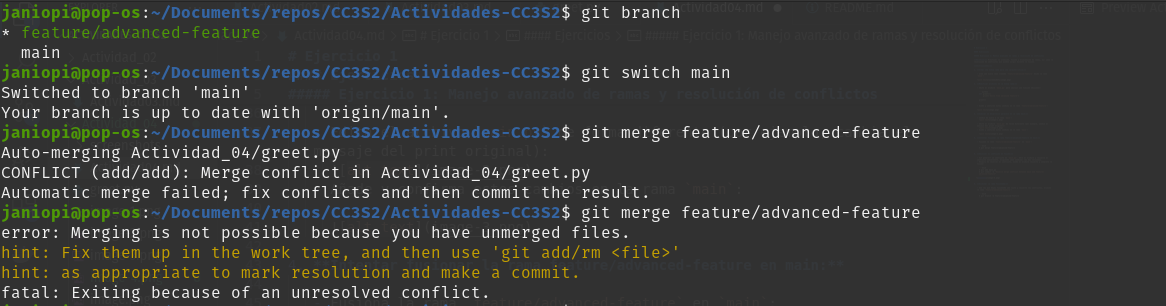 janiopi@pop-os:~/Documents/repos/CC3S2/Actividades-CC3S2$ git branch
* feature/advanced-feature
  main
janiopi@pop-os:~/Documents/repos/CC3S2/Actividades-CC3S2$ git switch main
Switched to branch 'main'
Your branch is up to date with 'origin/main'.
janiopi@pop-os:~/Documents/repos/CC3S2/Actividades-CC3S2$ git merge feature/advanced-feature
Auto-merging Actividad_04/greet.py
CONFLICT (add/add): Merge conflict in Actividad_04/greet.py
Automatic merge failed; fix conflicts and then commit the result.
janiopi@pop-os:~/Documents/repos/CC3S2/Actividades-CC3S2$ git merge feature/advanced-feature
error: Merging is not possible because you have unmerged files.
hint: Fix them up in the work tree, and then use 'git add/rm <file>'
hint: as appropriate to mark resolution and make a commit.
fatal: Exiting because of an unresolved conflict.